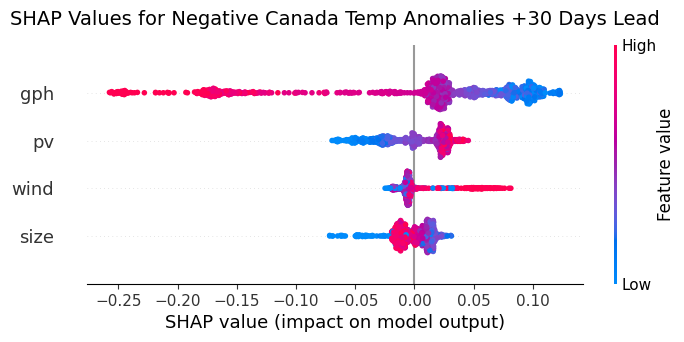 SHAP Values for Negative Canada Temp Anomalies +30 Days Lead
High
gph
pv
wind
size
Feature value
Low
−0.25 −0.20 −0.15 −0.10 −0.05 0.00 0.05 0.10
SHAP value (impact on model output)